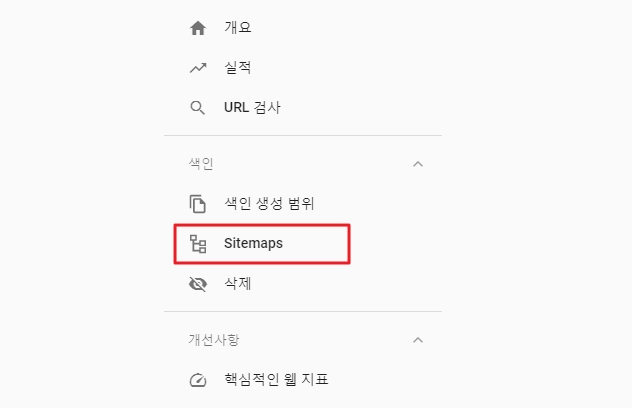 개요
실적
URL 검사
색인
색인 생성 범위
Sitemaps
삭제
개선사항
핵심적인 웹 지표